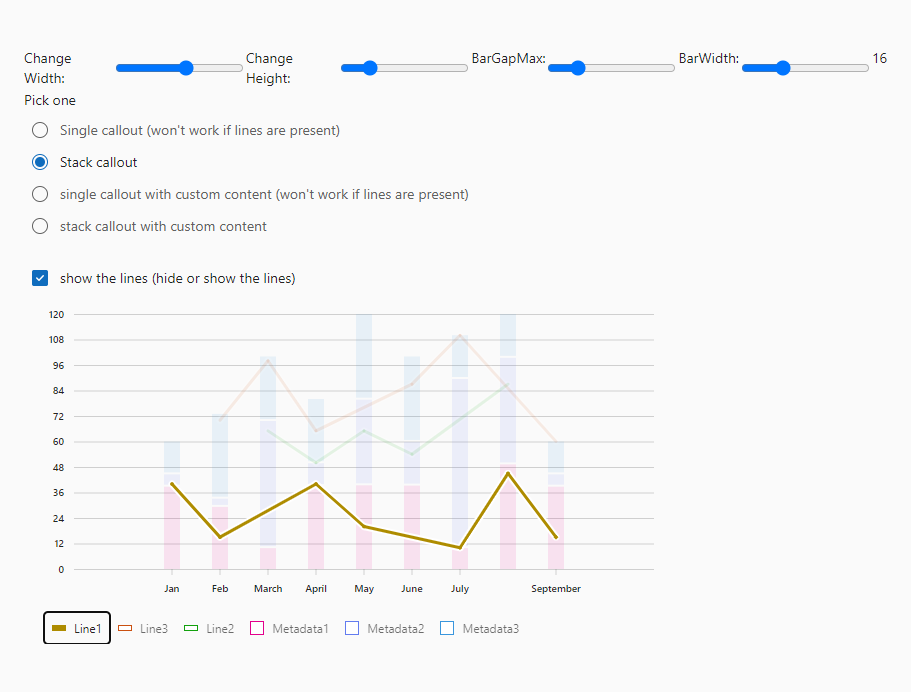 Change Width: Change Height: BarGapMax: BarWidth: 16
Pick one
Single callout (won't work if lines are present)
Stack callout
single callout with custom content (won't work if lines are present)
stack callout with custom content
show the lines (hide or show the lines)
120
108
96
84
72
60
48
36
24
12
0
Jan Feb March April May June July September
Line1 Line3 Line2 Metadata1 Metadata2 Metadata3